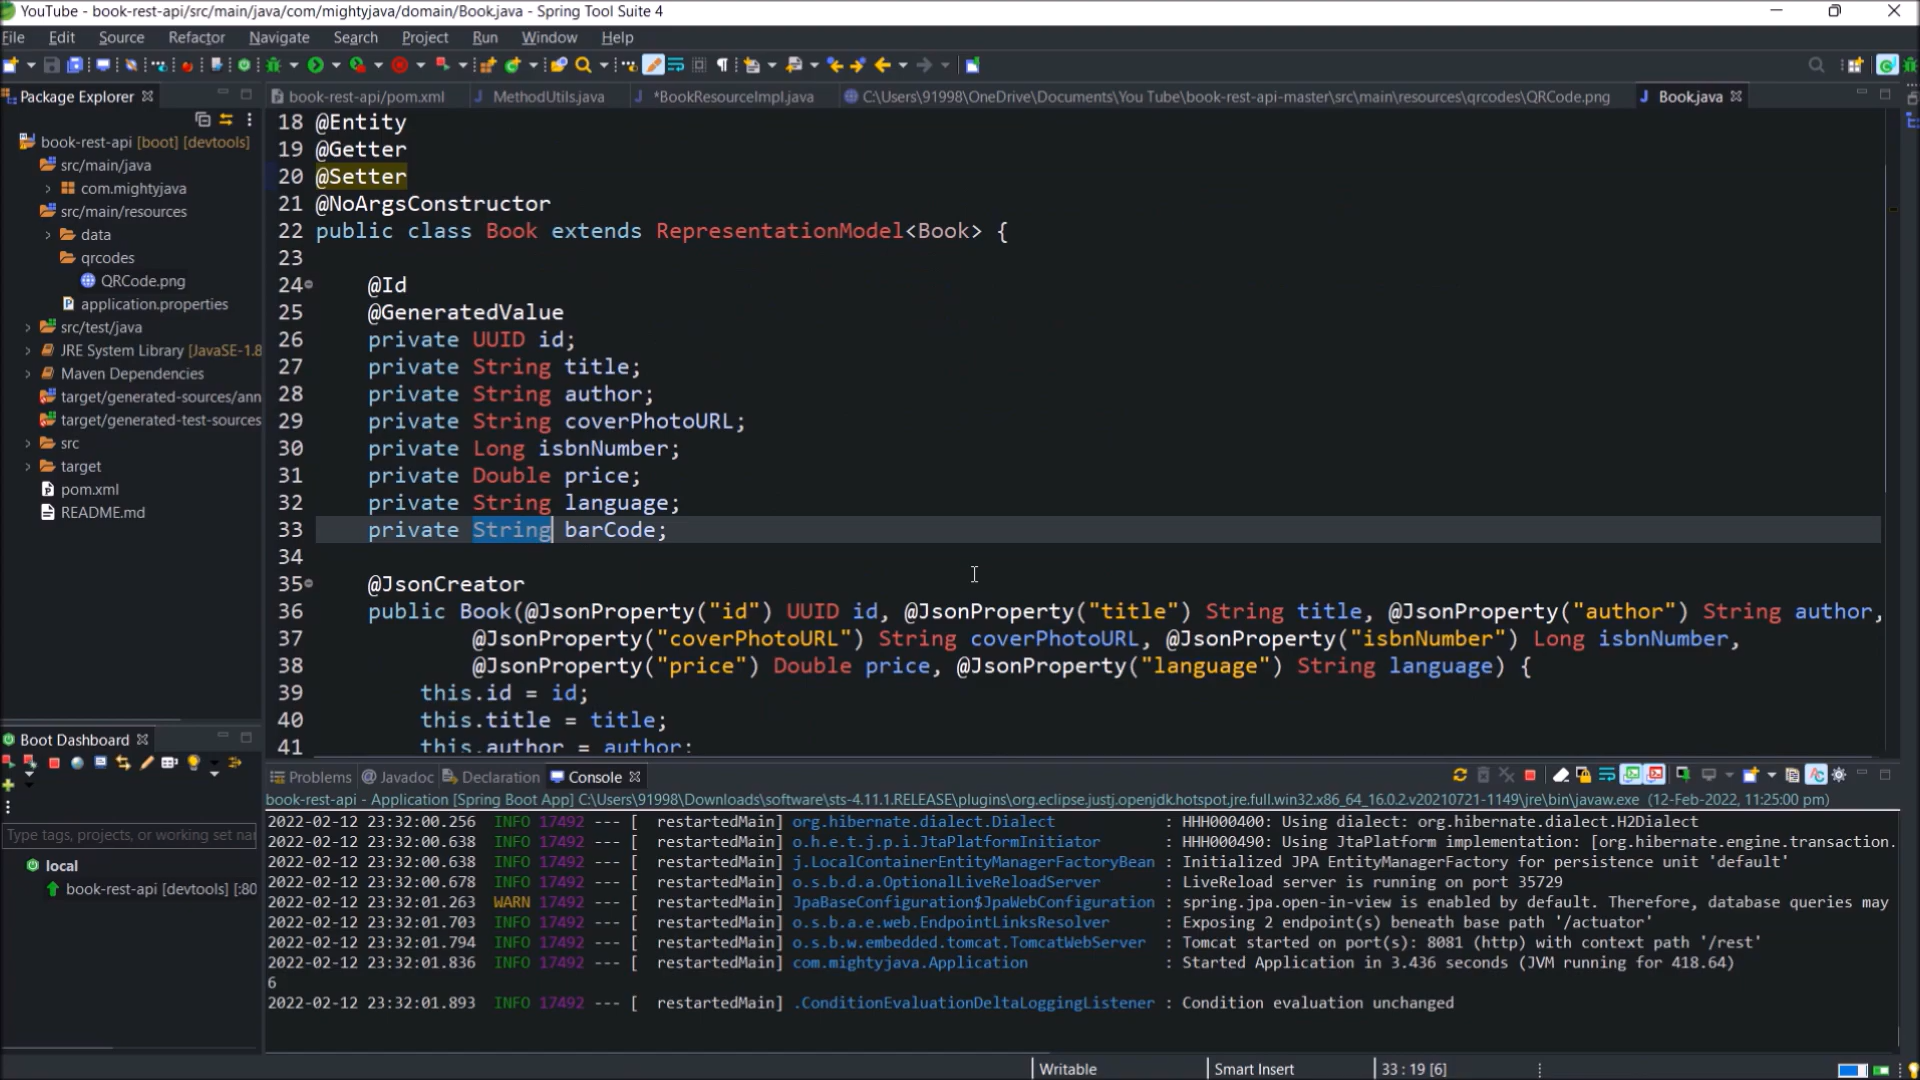 YouTube - book-rest-api/src/main/java/com/mightyjava/domain/Book.java - Spring Tool Suite 4
File Edit Source Refactor Navigate Search Project Run Window Help
Package Explorer
book-rest-api/pom.xml MethodUtils.java *BookResourceImpl.java C:\Users\91998\OneDrive\Documents\You Tube\book-rest-api-master\src\main\resources\qrcodes\QRCode.png Book.java
book-rest-api [boot] [devtools]
src/main/java
com.mightyjava
src/main/resources
data
qrcodes
QRCode.png
application.properties
src/test/java
JRE System Library [JavaSE-1.8
Maven Dependencies
target/generated-sources/ann
target/generated-test-sources
src
target
pom.xml
README.md
18 @Entity
19 @Getter
20 @Setter
21 @NoArgsConstructor
22 public class Book extends RepresentationModel<Book> {
23
24 @Id
25 @GeneratedValue
26 private UUID id;
27 private String title;
28 private String author;
29 private String coverPhotoURL;
30 private Long isbnNumber;
31 private Double price;
32 private String language;
33 private String barCode;
34
35 @JsonCreator
36 public Book(@JsonProperty("id") UUID id, @JsonProperty("title") String title, @JsonProperty("author") String author,
37 @JsonProperty("coverPhotoURL") String coverPhotoURL, @JsonProperty("isbnNumber") Long isbnNumber,
38 @JsonProperty("price") Double price, @JsonProperty("language") String language) {
39 this.id = id;
40 this.title = title;
41 this.author = author;
Boot Dashboard
Type tags, projects, or working set na
local
book-rest-api [devtools] [:80
Problems Javadoc Declaration Console
book-rest-api - Application [Spring Boot App] C:\Users\91998\Downloads\software\sts-4.11.1.RELEASE\plugins\org.eclipse.justj.openjdk.hotspot.jre.full.win32.x86_64_16.0.2.v20210721-1149\jre\bin\javaw.exe (12-Feb-2022, 11:25:00 pm)
2022-02-12 23:32:00.256 INFO 17492 --- [ restartedMain] org.hibernate.dialect.Dialect : HHH000400: Using dialect: org.hibernate.dialect.H2Dialect
2022-02-12 23:32:00.638 INFO 17492 --- [ restartedMain] o.h.e.t.j.p.i.JtaPlatformInitiator : HHH000490: Using JtaPlatform implementation: [org.hibernate.engine.transaction.
2022-02-12 23:32:00.638 INFO 17492 --- [ restartedMain] j.LocalContainerEntityManagerFactoryBean : Initialized JPA EntityManagerFactory for persistence unit 'default'
2022-02-12 23:32:00.678 INFO 17492 --- [ restartedMain] o.s.b.d.a.OptionalLiveReloadServer : LiveReload server is running on port 35729
2022-02-12 23:32:01.263 WARN 17492 --- [ restartedMain] JpaBaseConfiguration$JpaWebConfiguration : spring.jpa.open-in-view is enabled by default. Therefore, database queries may
2022-02-12 23:32:01.703 INFO 17492 --- [ restartedMain] o.s.b.a.e.web.EndpointLinksResolver : Exposing 2 endpoint(s) beneath base path '/actuator'
2022-02-12 23:32:01.794 INFO 17492 --- [ restartedMain] o.s.b.w.embedded.tomcat.TomcatWebServer : Tomcat started on port(s): 8081 (http) with context path '/rest'
2022-02-12 23:32:01.836 INFO 17492 --- [ restartedMain] com.mightyjava.Application : Started Application in 3.436 seconds (JVM running for 418.64)
6
2022-02-12 23:32:01.893 INFO 17492 --- [ restartedMain] .ConditionEvaluationDeltaLoggingListener : Condition evaluation unchanged
Writable Smart Insert 33 : 19 [6]